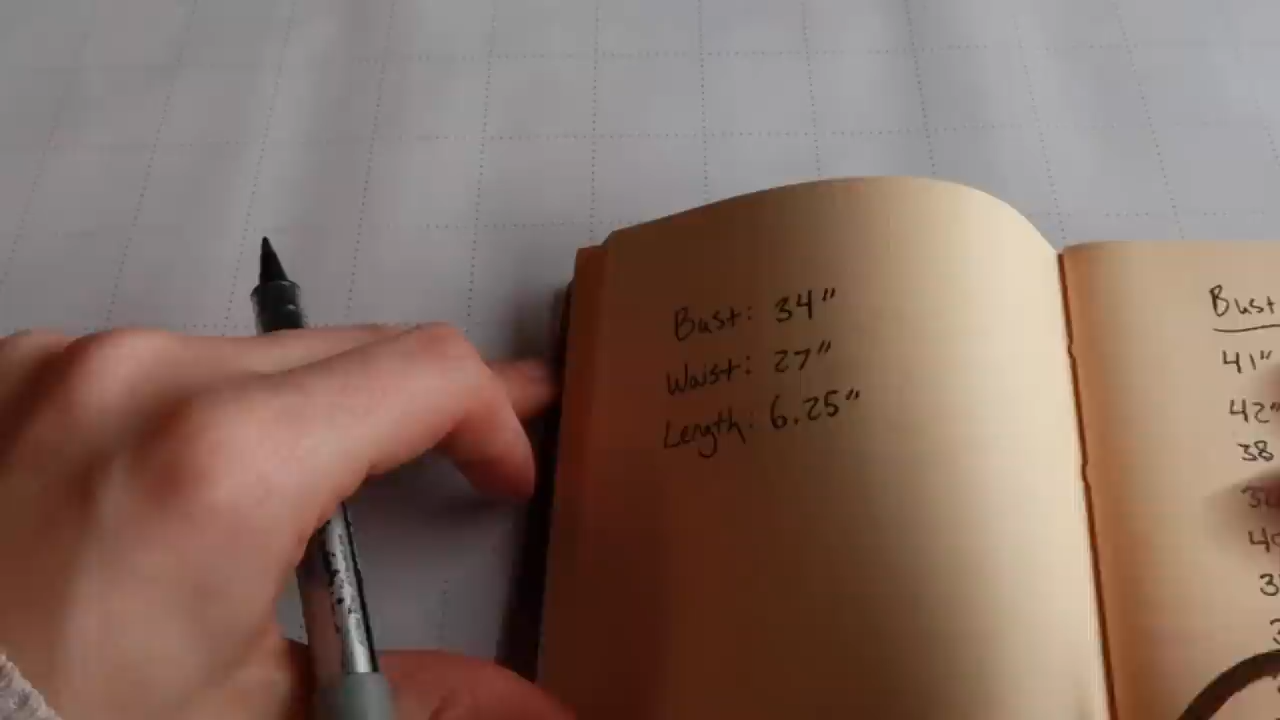 Bust: 34"
Waist: 27"
Length: 6.25"
Bust
41"
42"
38